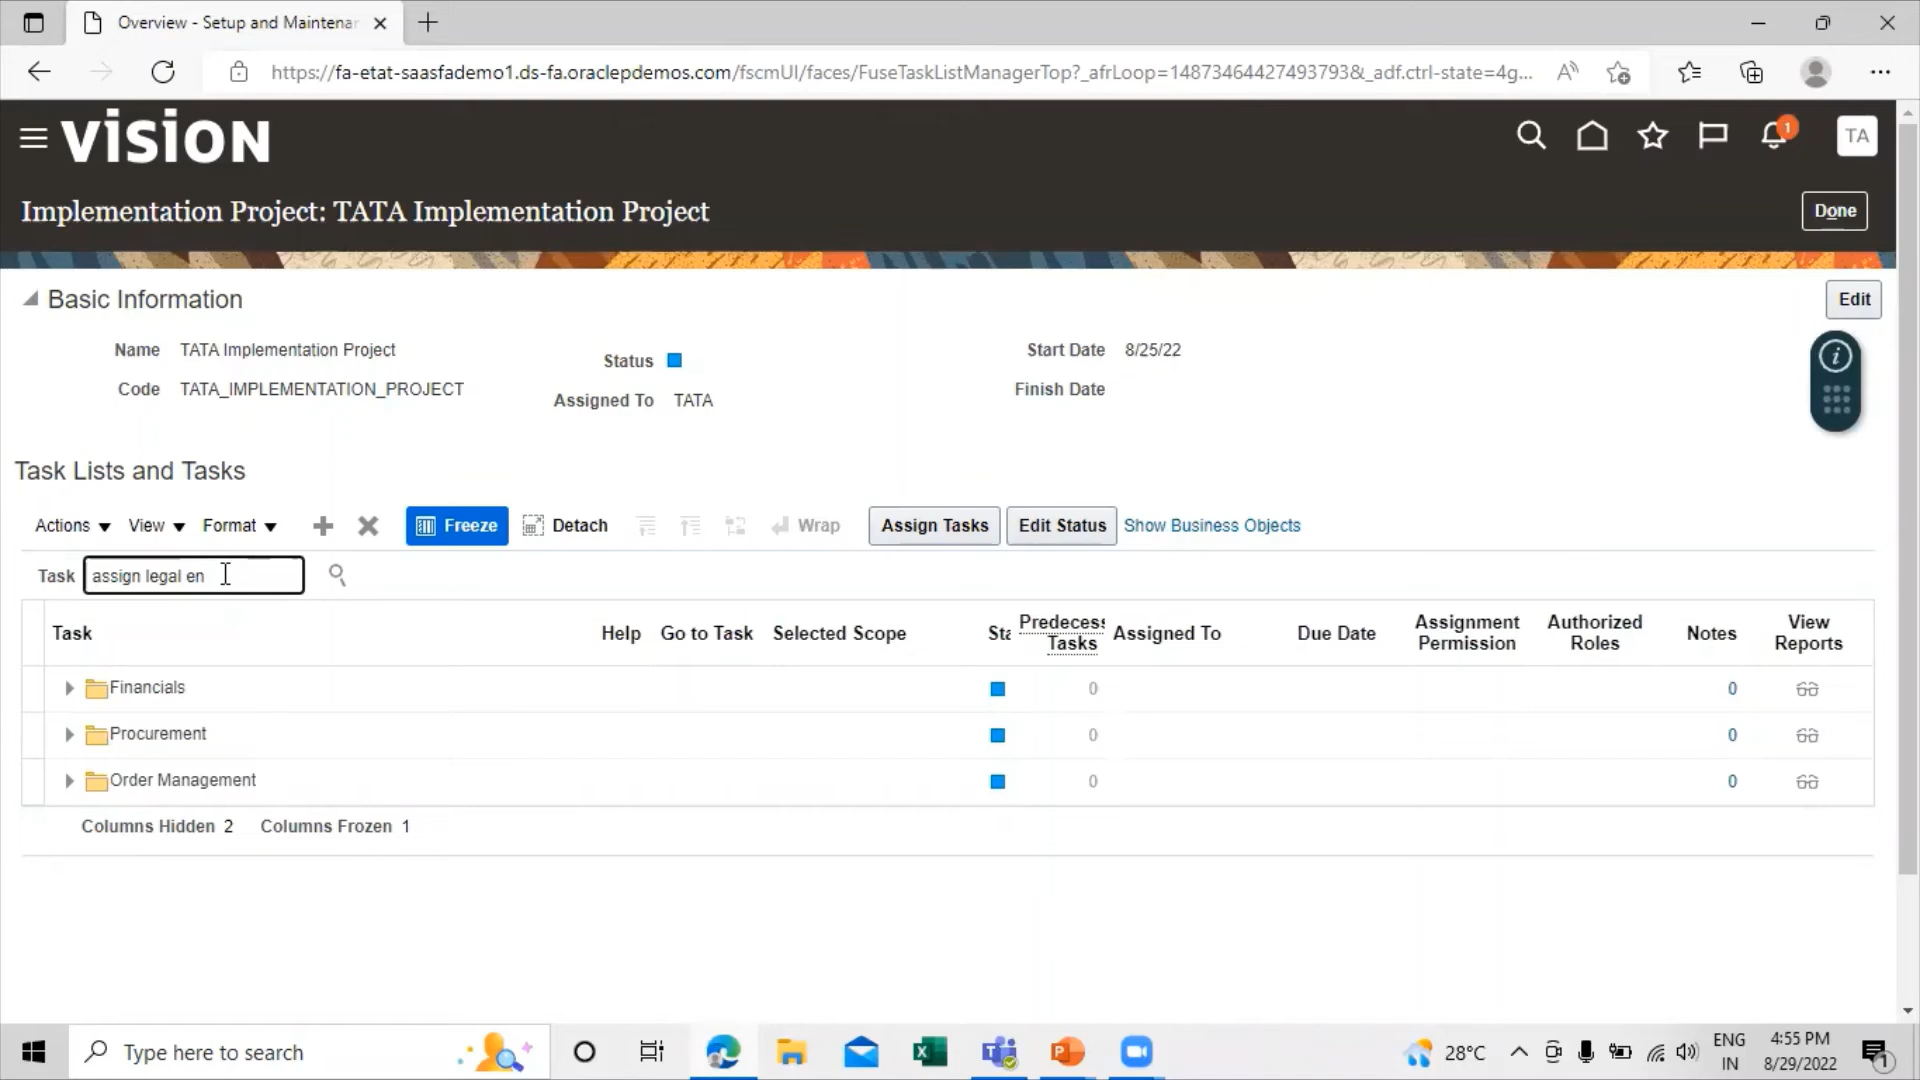 Overview - Setup and Maintenan
https://fa-etat-saasfademo1.ds-fa.oraclepdemos.com/fscmUI/faces/FuseTaskListManagerTop?_afrLoop=14873464427493793&_adf.ctrl-state=4g...
VISION
1
TA
Implementation Project: TATA Implementation Project
Done
Basic Information
Edit
Name TATA Implementation Project
Status
Start Date 8/25/22
Code TATA_IMPLEMENTATION_PROJECT
Assigned To TATA
Finish Date
Task Lists and Tasks
Actions View Format Freeze Detach Wrap Assign Tasks Edit Status Show Business Objects
Task assign legal en
Task Help Go to Task Selected Scope Sta Predecess Tasks Assigned To Due Date Assignment Permission Authorized Roles Notes View Reports
Financials 0 0
Procurement 0 0
Order Management 0 0
Columns Hidden 2 Columns Frozen 1
Type here to search
28°C
ENG
IN
4:55 PM
8/29/2022
1